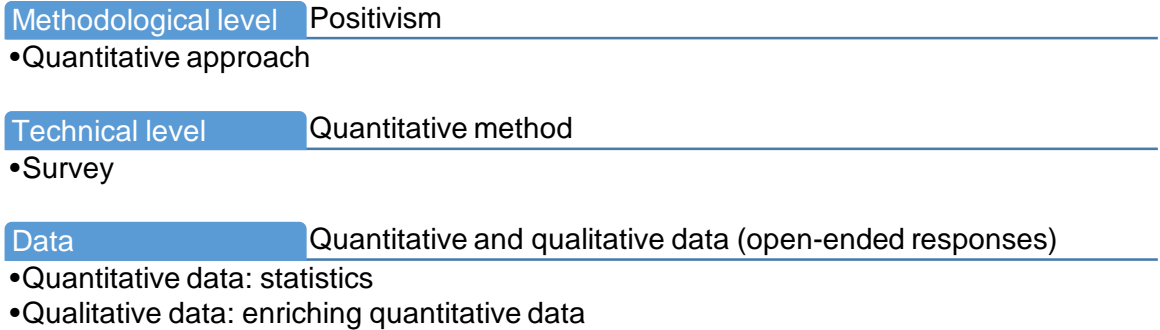 Methodological level Positivism
•Quantitative approach
Technical level Quantitative method
•Survey
Data Quantitative and qualitative data (open-ended responses)
•Quantitative data: statistics
•Qualitative data: enriching quantitative data